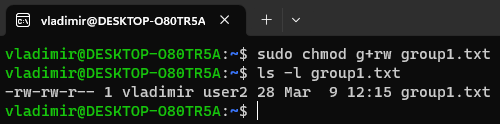 vladimir@DESKTOP-O80TR5A
vladimir@DESKTOP-O80TR5A:~$ sudo chmod g+rw group1.txt
vladimir@DESKTOP-O80TR5A:~$ ls -l group1.txt
-rw-rw-r-- 1 vladimir user2 28 Mar  9 12:15 group1.txt
vladimir@DESKTOP-O80TR5A:~$